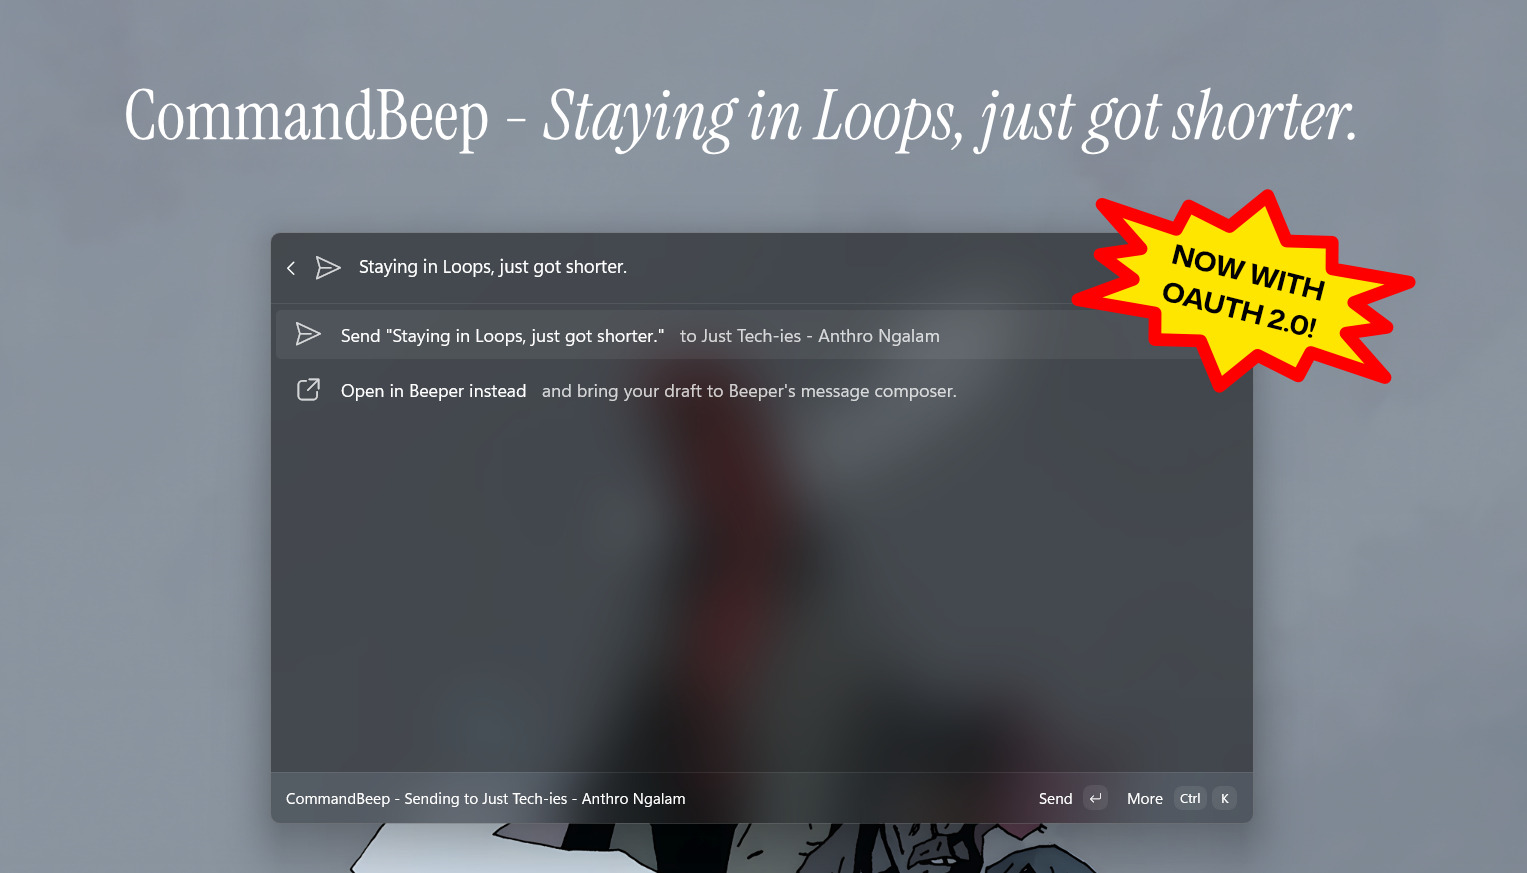 CommandBeep - Staying in Loops, just got shorter.
NOW WITH
OAUTH 2.0!
Staying in Loops, just got shorter.
Send "Staying in Loops, just got shorter." to Just Tech-ies - Anthro Ngalam
Open in Beeper instead and bring your draft to Beeper's message composer.
CommandBeep - Sending to Just Tech-ies - Anthro Ngalam Send More Ctrl K